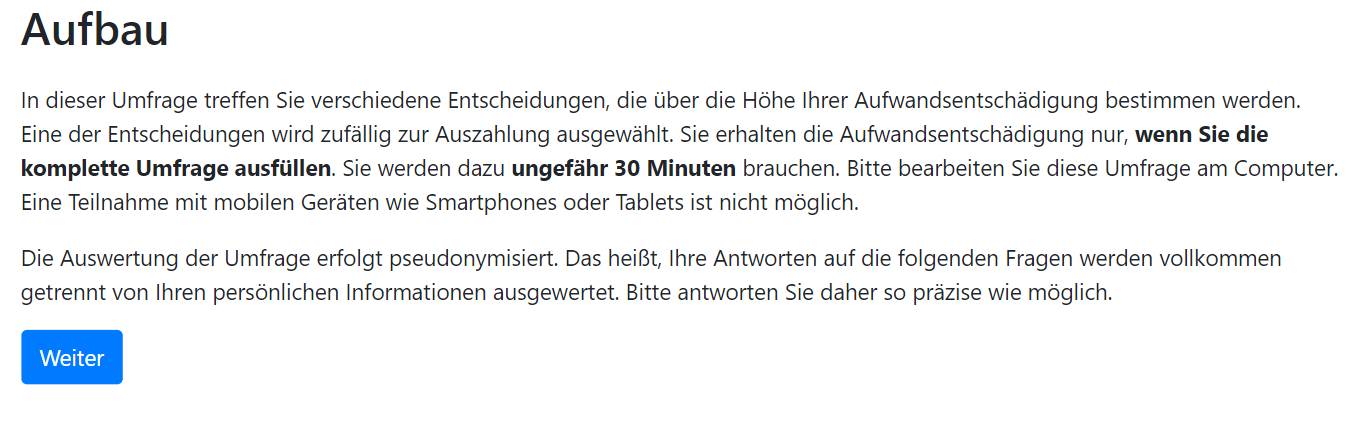 Aufbau
In dieser Umfrage treffen Sie verschiedene Entscheidungen, die über die Höhe Ihrer Aufwandsentschädigung bestimmen werden.
Eine der Entscheidungen wird zufällig zur Auszahlung ausgewählt. Sie erhalten die Aufwandsentschädigung nur, wenn Sie die
komplette Umfrage ausfüllen. Sie werden dazu ungefähr 30 Minuten brauchen. Bitte bearbeiten Sie diese Umfrage am Computer.
Eine Teilnahme mit mobilen Geräten wie Smartphones oder Tablets ist nicht möglich.
Die Auswertung der Umfrage erfolgt pseudonymisiert. Das heißt, Ihre Antworten auf die folgenden Fragen werden vollkommen
getrennt von Ihren persönlichen Informationen ausgewertet. Bitte antworten Sie daher so präzise wie möglich.
Weiter